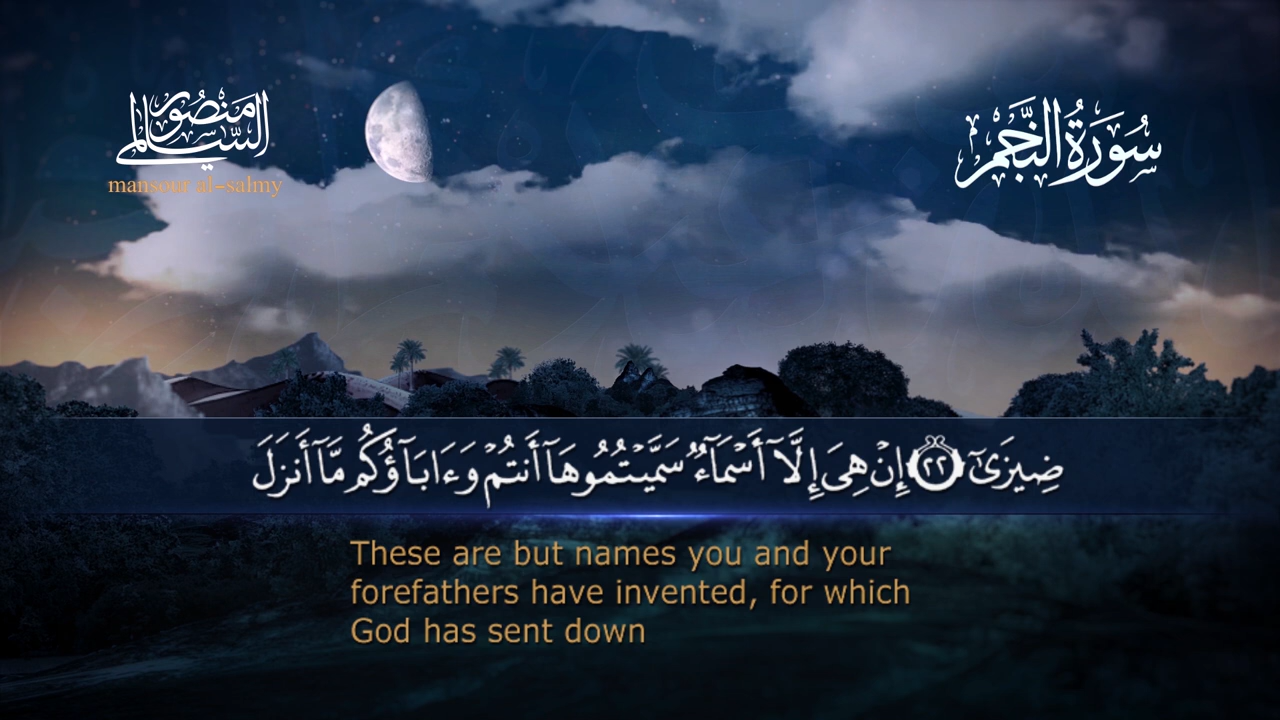 منصور السالمي
mansour al-salmy
سُورَةُ النَّجْمِ
ضِيزَىٰٓ ٢٢ إِنْ هِىَ إِلَّآ أَسْمَآءٌ سَمَّيْتُمُوهَآ أَنتُمْ وَءَابَآؤُكُم مَّآ أَنزَلَ
These are but names you and your
forefathers have invented, for which
God has sent down